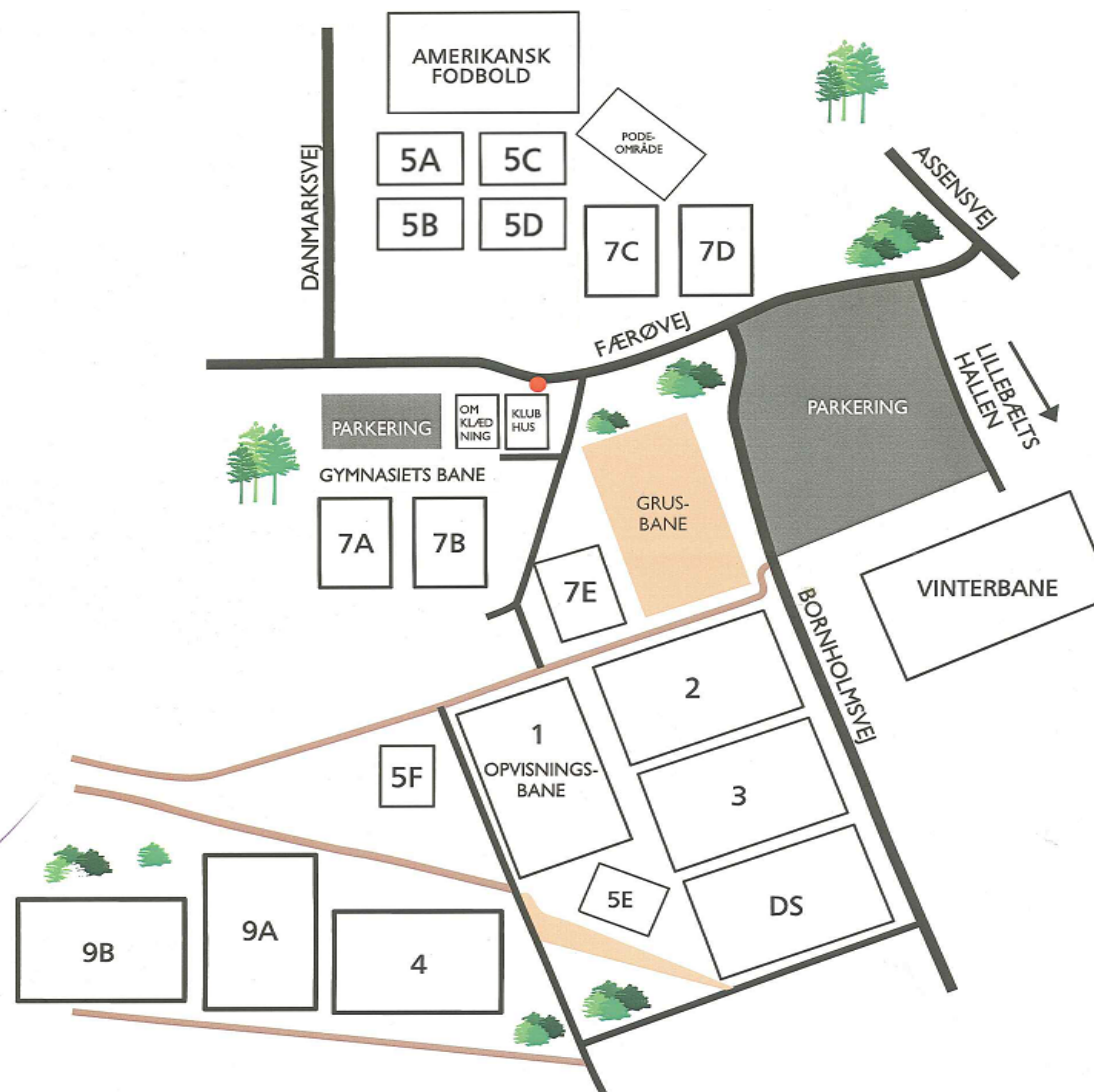 AMERIKANSK
FODBOLD
5A
5C
5B
5D
PODE-
OMRÅDE
7C
7D
DANMARKSVEJ
ASSENSVEJ
FÆRØVEJ
LILLEBÆLTS
HALLEN
PARKERING
PARKERING
OM
KLÆD
NING
KLUB
HUS
GYMNASIETS BANE
7A
7B
GRUS-
BANE
7E
VINTERBANE
BORNHOLMSVEJ
2
1
OPVISNINGS-
BANE
3
5F
5E
DS
9B
9A
4